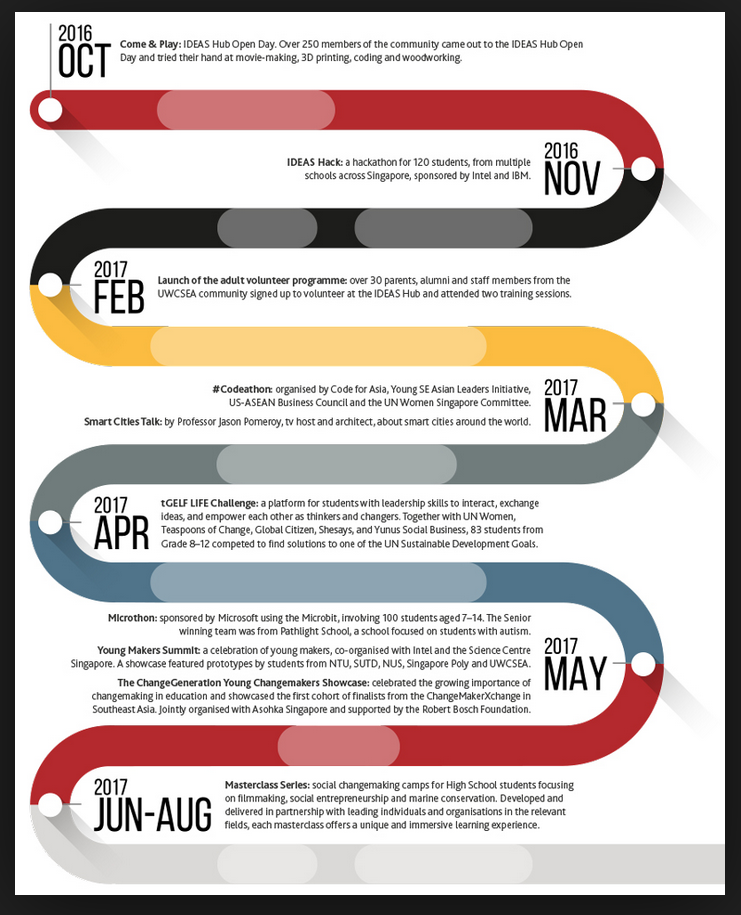 2016
OCT
Come & Play: IDEAS Hub Open Day. Over 250 members of the community came out to the IDEAS Hub Open
Day and tried their hand at movie-making, 3D printing, coding and woodworking.
IDEAS Hack: a hackathon for 120 students, from multiple
schools across Singapore, sponsored by Intel and IBM.
2016
NOV
2017
FEB
Launch of the adult volunteer programme: over 30 parents, alumni and staff members from the
UWCSEA community signed up to volunteer at the IDEAS Hub and attended two training sessions.
#Codeathon: organised by Code for Asia, Young SE Asian Leaders Initiative,
US-ASEAN Business Council and the UN Women Singapore Committee.
Smart Cities Talk: by Professor Jason Pomeroy, tv host and architect, about smart cities around the world.
2017
MAR
2017
APR
tGELF LIFE Challenge: a platform for students with leadership skills to interact, exchange
ideas, and empower each other as thinkers and changers. Together with UN Women,
Teaspoons of Change, Global Citizen, Shesays, and Yunus Social Business, 83 students from
Grade 8–12 competed to find solutions to one of the UN Sustainable Development Goals.
Microthon: sponsored by Microsoft using the Microbit, involving 100 students aged 7–14. The Senior
winning team was from Pathlight School, a school focused on students with autism.
Young Makers Summit: a celebration of young makers, co-organised with Intel and the Science Centre
Singapore. A showcase featured prototypes by students from NTU, SUTD, NUS, Singapore Poly and UWCSEA.
The ChangeGeneration Young Changemakers Showcase: celebrated the growing importance of
changemaking in education and showcased the first cohort of finalists from the ChangeMakerXchange in
Southeast Asia. Jointly organised with Asohka Singapore and supported by the Robert Bosch Foundation.
2017
MAY
2017
JUN-AUG
Masterclass Series: social changemaking camps for High School students focusing
on filmmaking, social entrepreneurship and marine conservation. Developed and
delivered in partnership with leading individuals and organisations in the relevant
fields, each masterclass offers a unique and immersive learning experience.